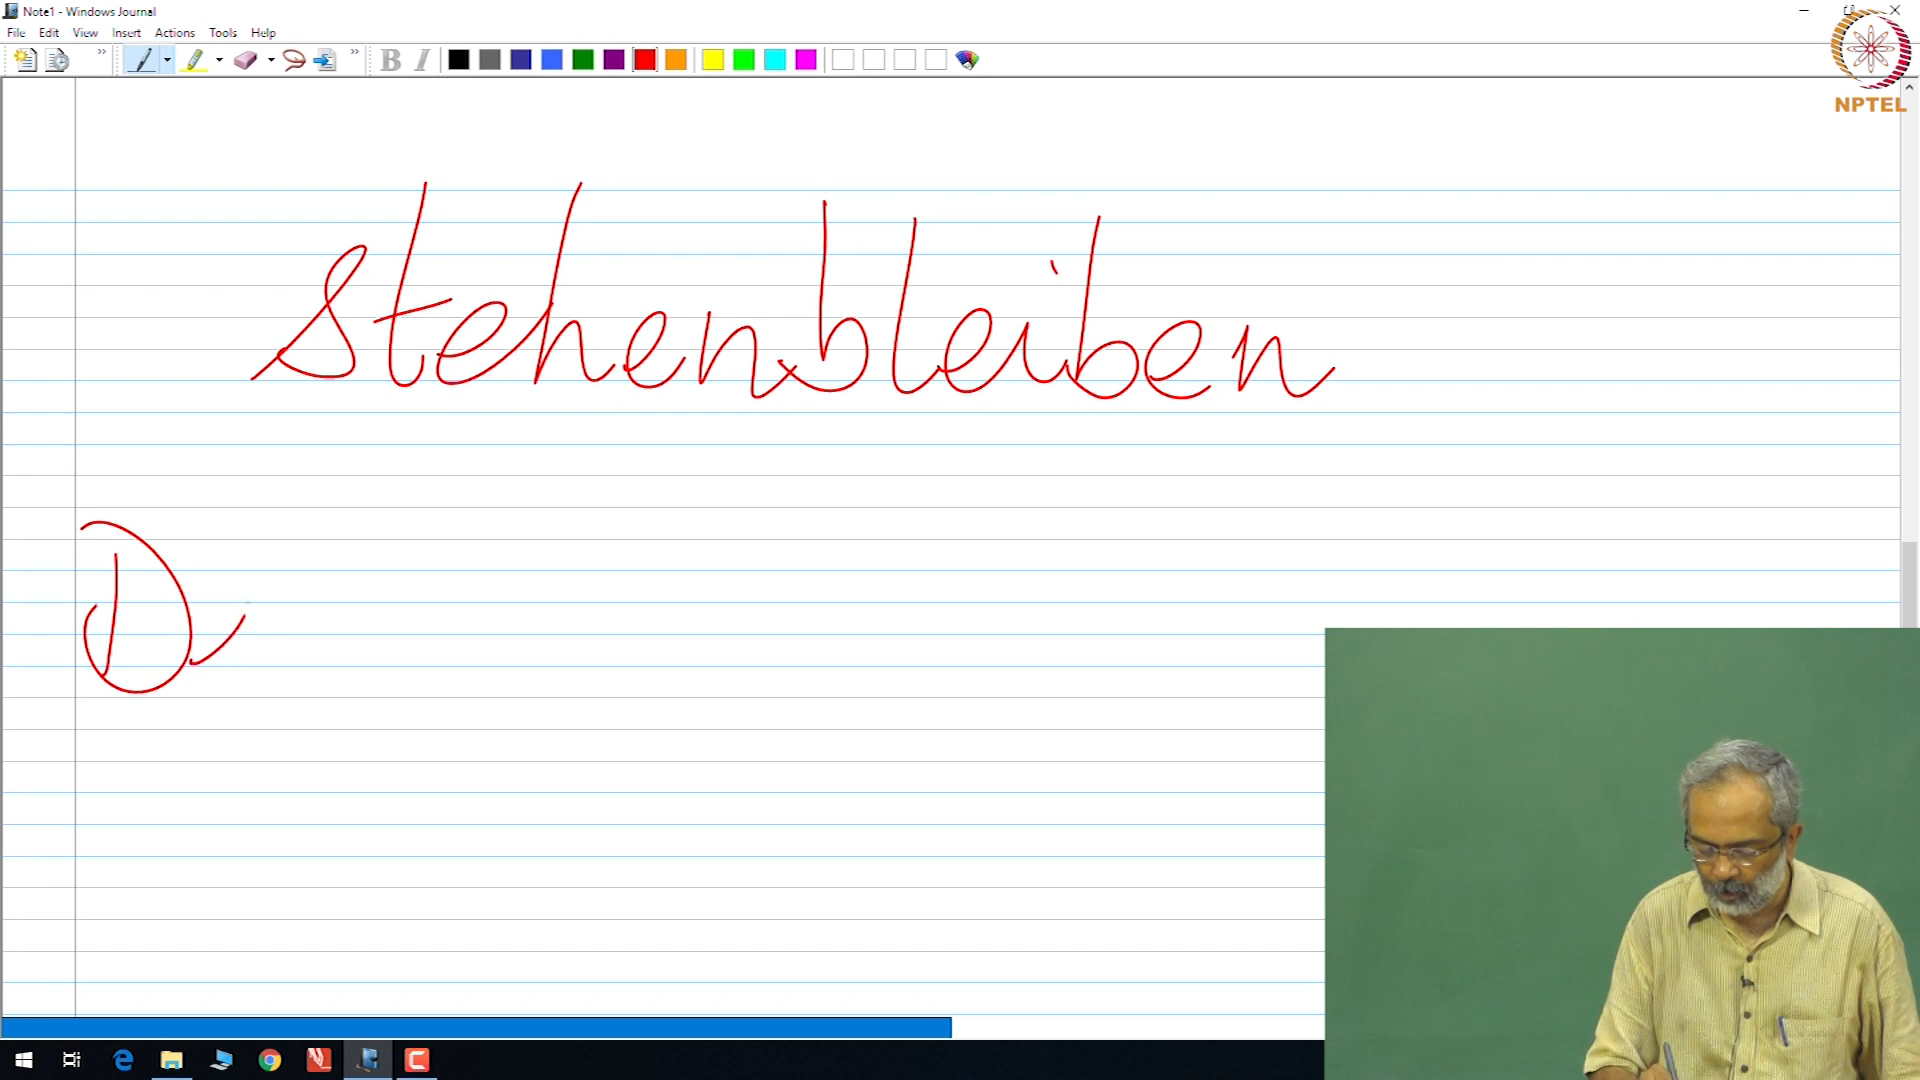 Note1 - Windows Journal
File Edit View Insert Actions Tools Help
B I
NPTEL
stehenbleiben
D